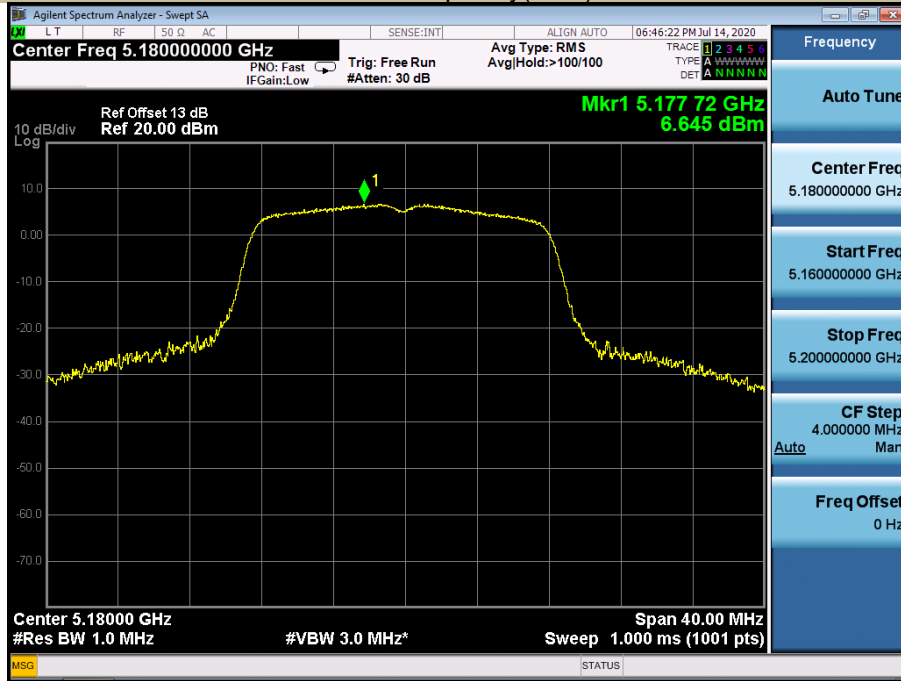 Agilent Spectrum Analyzer - Swept SA
LXI L T RF 50 Ω AC SENSE:INT ALIGN AUTO 06:46:22 PM Jul 14, 2020
Center Freq 5.180000000 GHz
PNO: Fast
IFGain:Low
Trig: Free Run
#Atten: 30 dB
Avg Type: RMS
Avg|Hold:>100/100
TRACE 1 2 3 4 5 6
TYPE A WWWWW
DET A N N N N N
Ref Offset 13 dB
10 dB/div Ref 20.00 dBm
Log
Mkr1 5.177 72 GHz
6.645 dBm
1
10.0
0.00
-10.0
-20.0
-30.0
-40.0
-50.0
-60.0
-70.0
Center 5.18000 GHz Span 40.00 MHz
#Res BW 1.0 MHz #VBW 3.0 MHz* Sweep 1.000 ms (1001 pts)
MSG STATUS
Frequency
Auto Tune
Center Freq
5.180000000 GHz
Start Freq
5.160000000 GHz
Stop Freq
5.200000000 GHz
CF Step
4.000000 MHz
Auto Man
Freq Offset
0 Hz